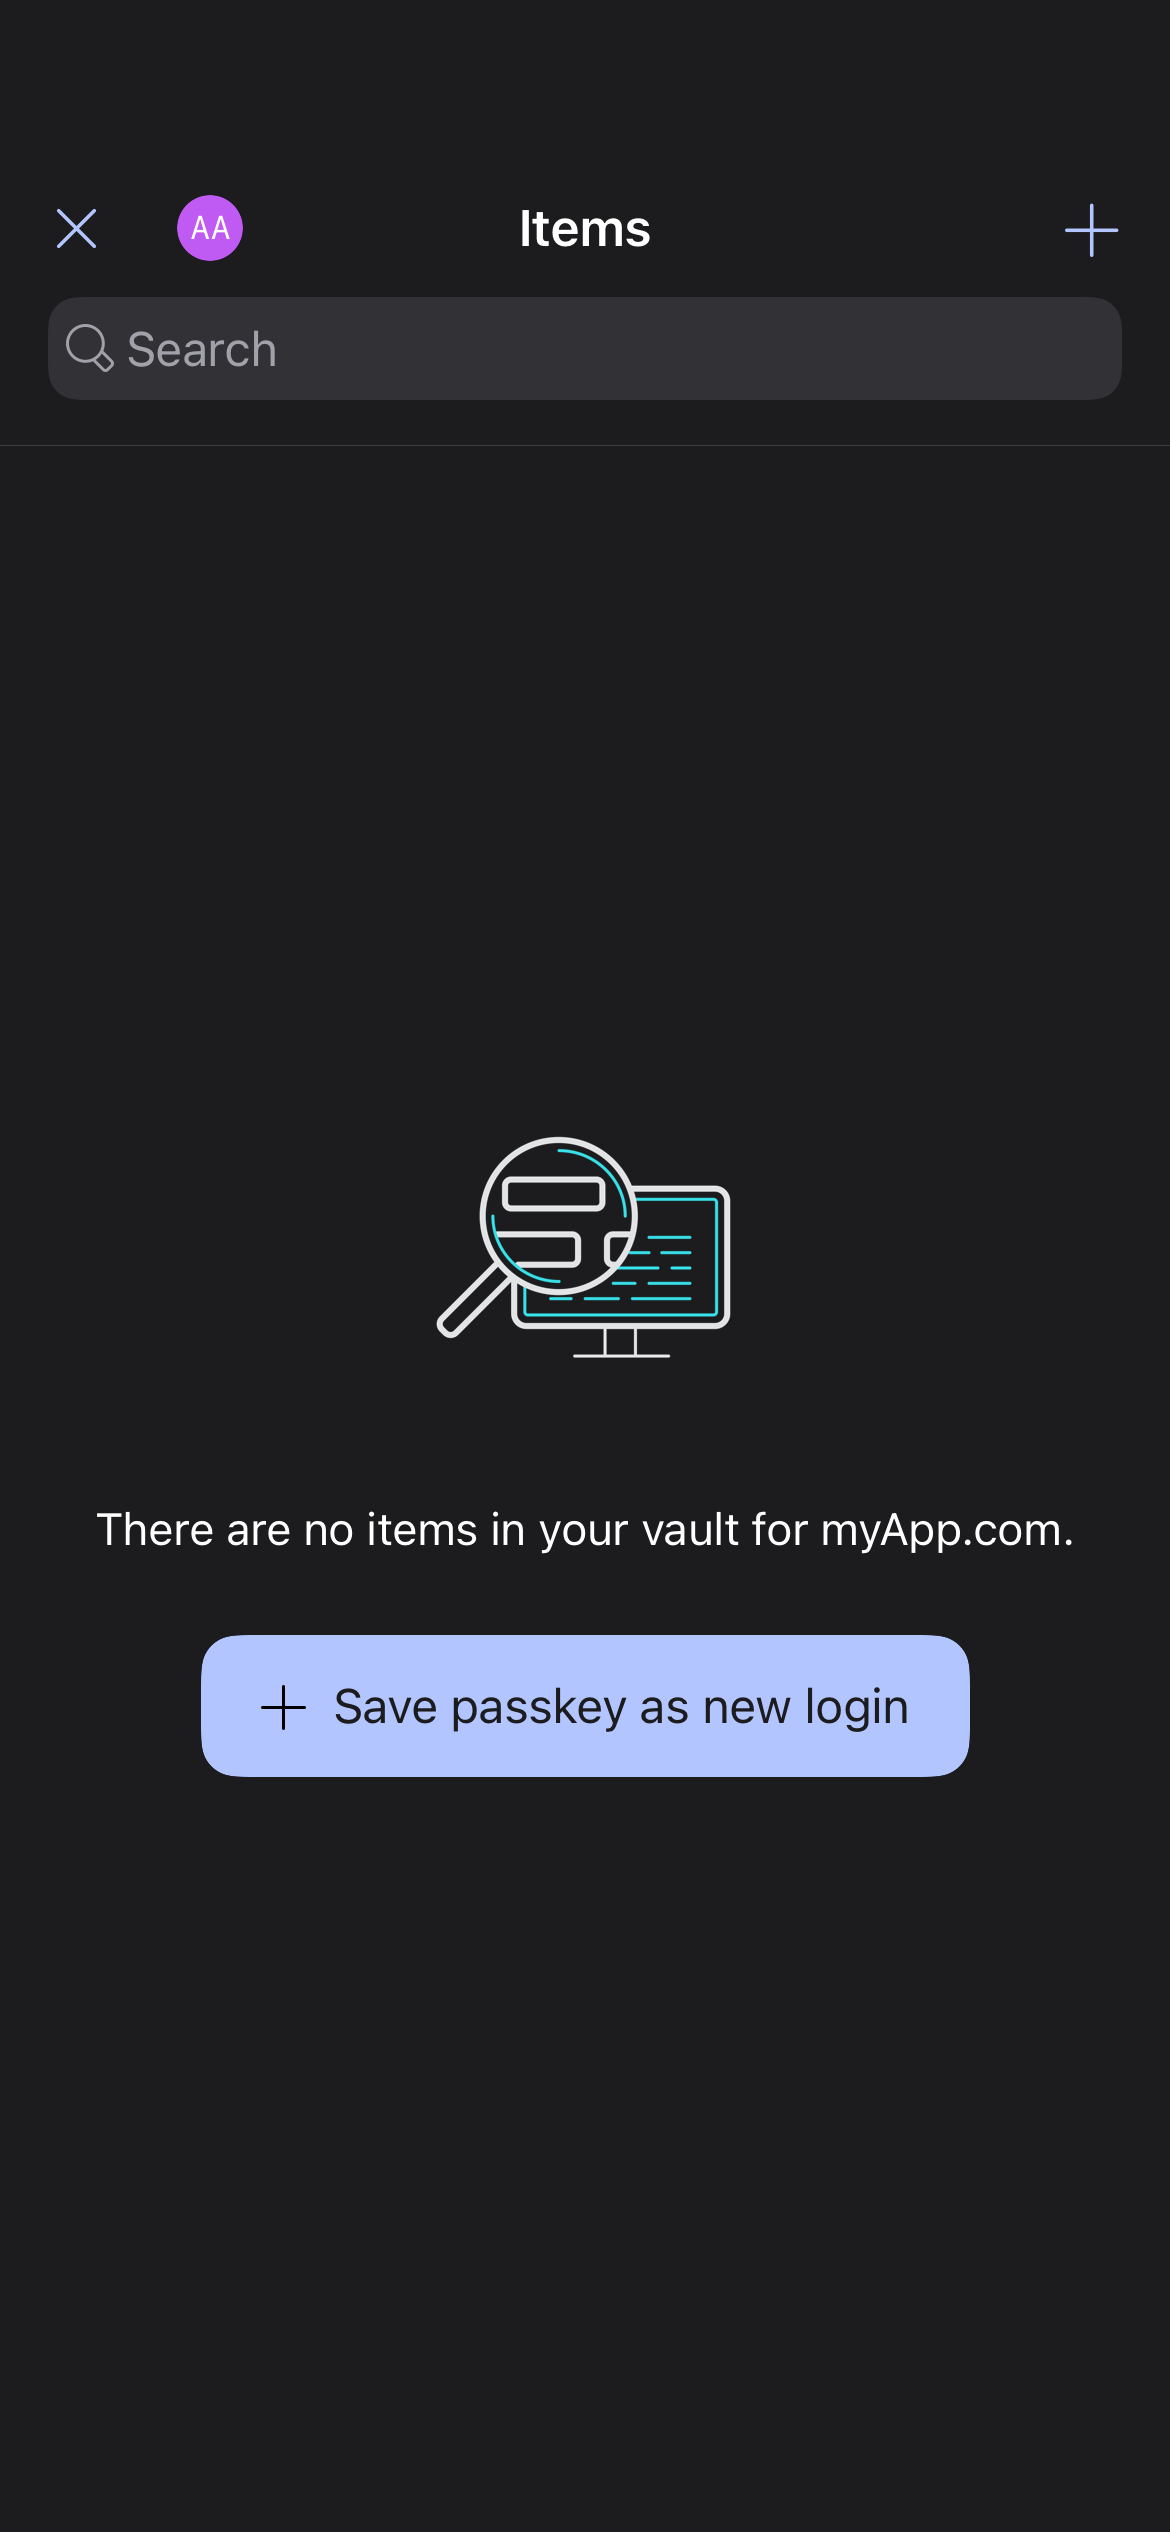 AA
Items
Search
There are no items in your vault for myApp.com.
Save passkey as new login